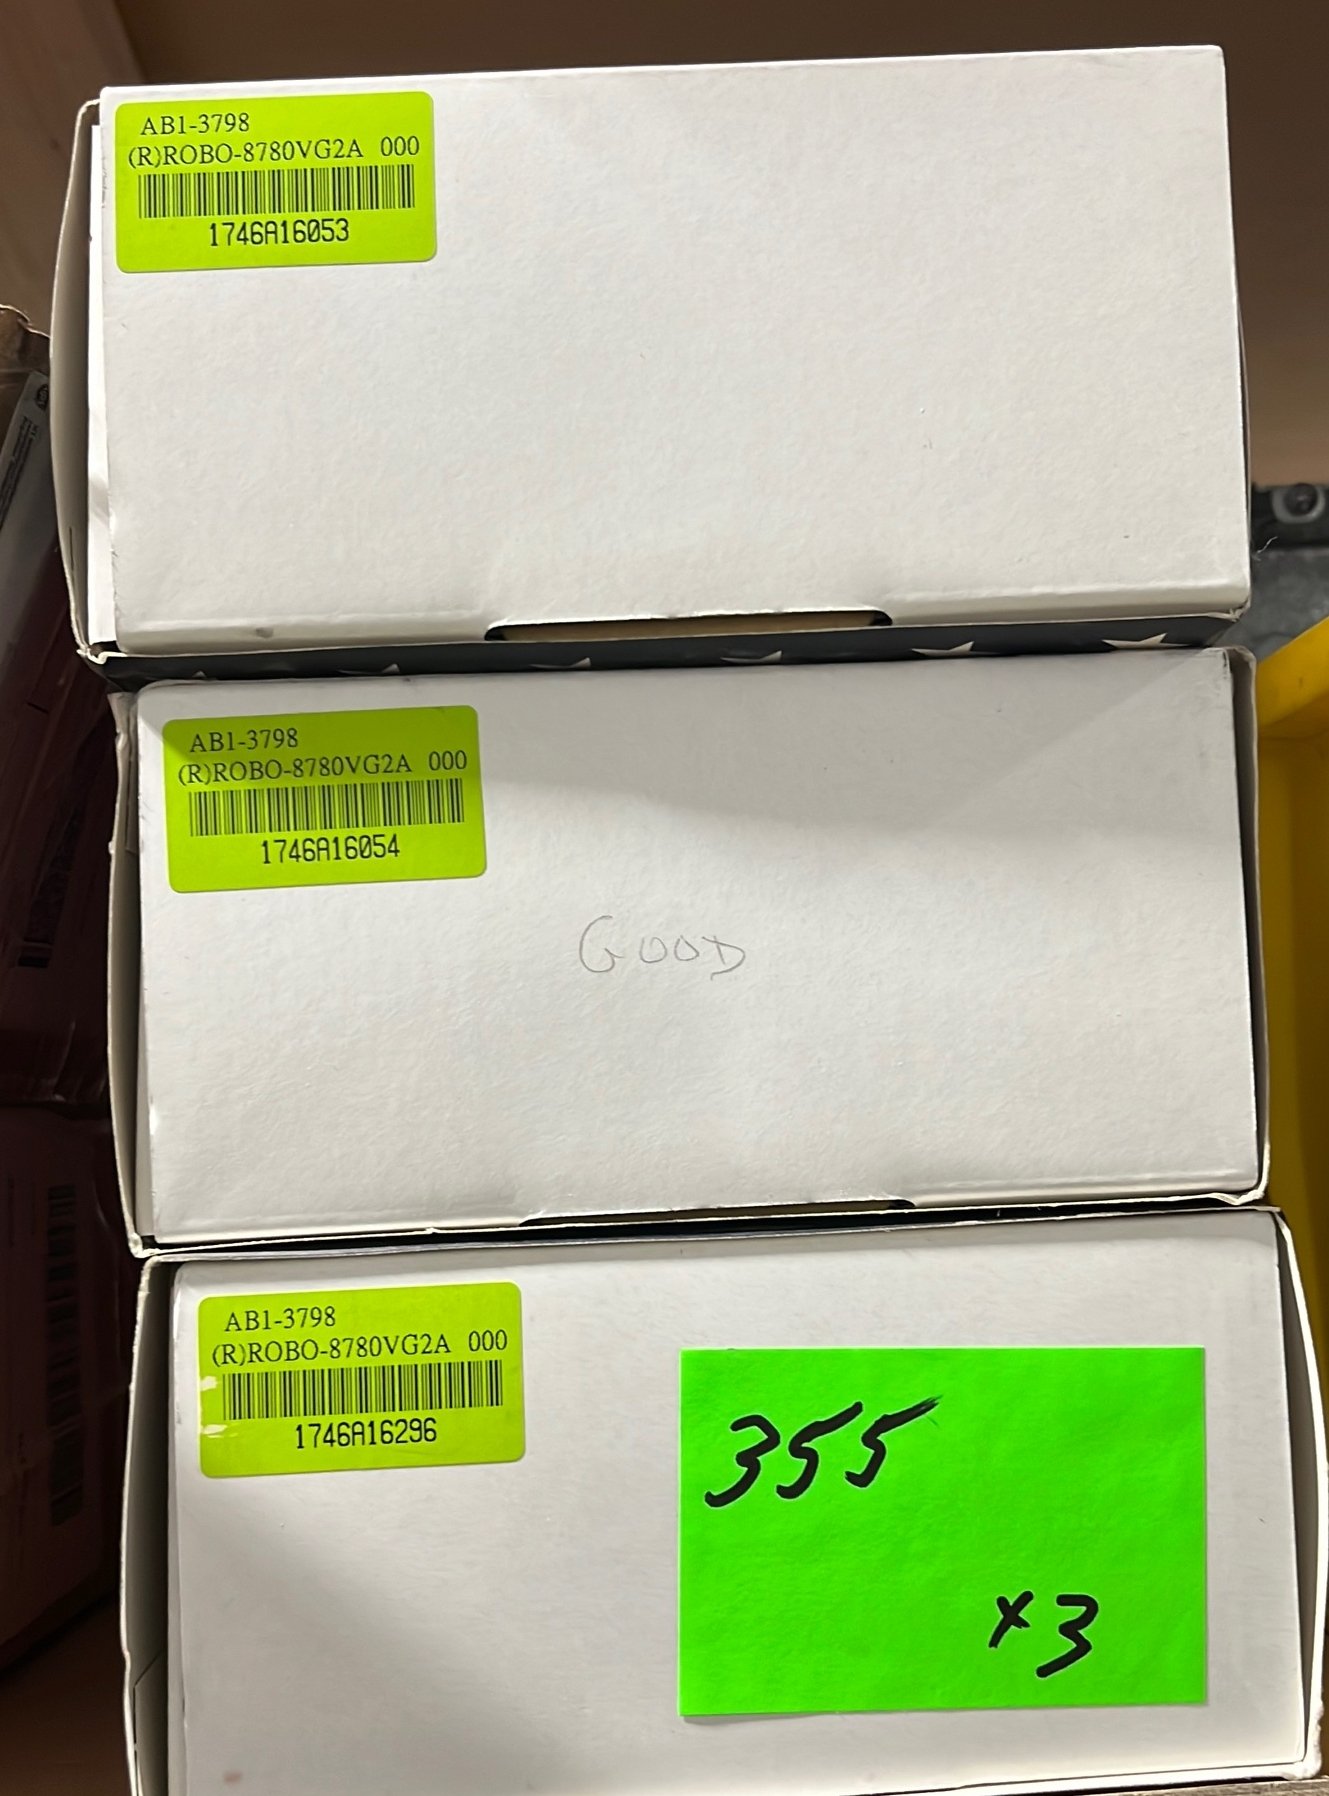 AB1-3798
(R)ROBO-8780VG2A 000
1746A16053
AB1-3798
(R)ROBO-8780VG2A 000
1746A16054
GOOD
AB1-3798
(R)ROBO-8780VG2A 000
1746A16296
355
x3